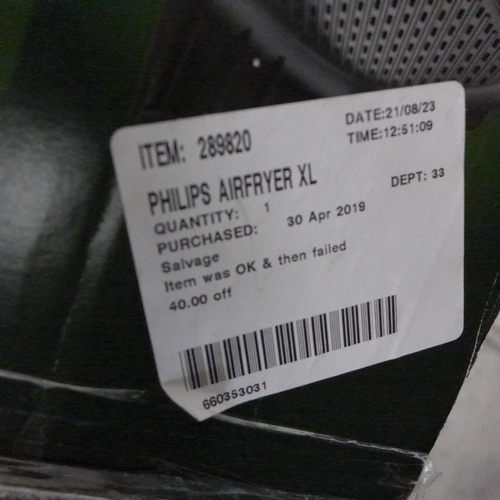 ITEM: 289820
DATE:21/08/23
TIME:12:51:09
PHILIPS AIRFRYER XL
DEPT: 33
QUANTITY: 1
PURCHASED: 30 Apr 2019
Salvage
Item was OK & then failed
40.00 off
660353031